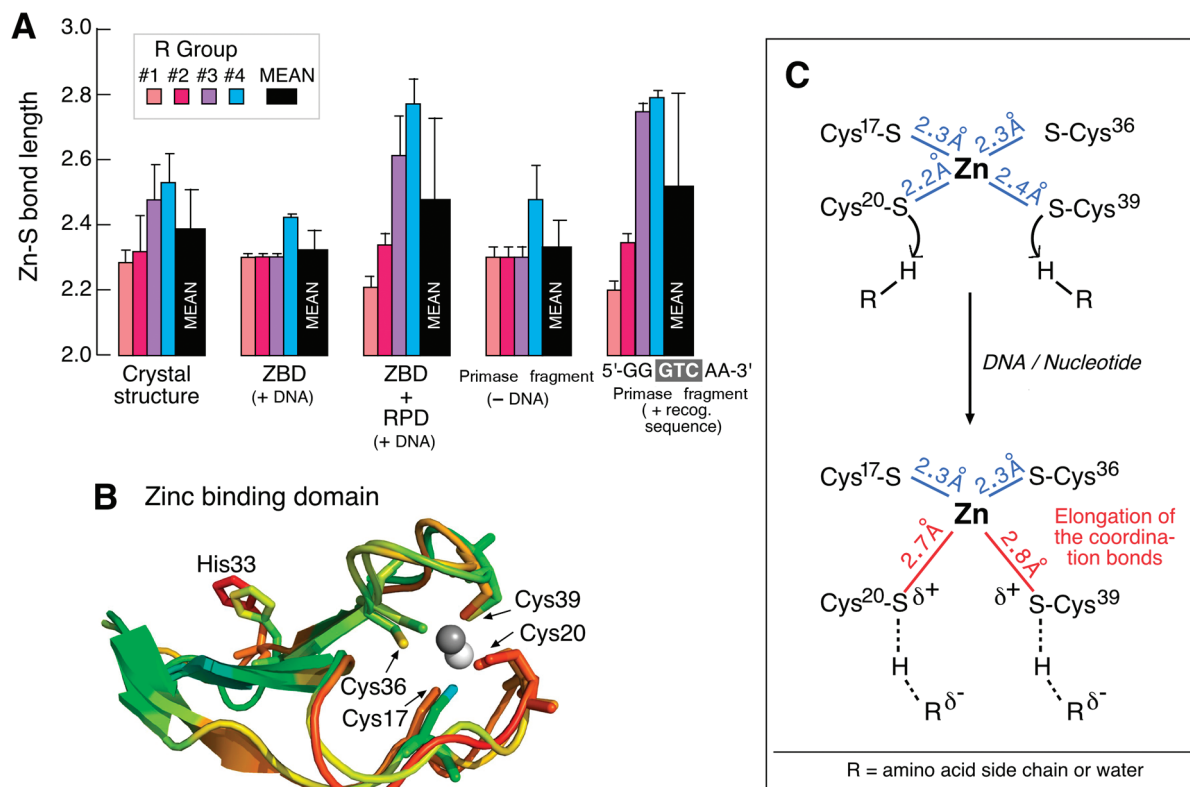 A
3.0
2.8
2.6
2.4
2.2
2.0
Zn-S bond length
R Group
#1 #2 #3 #4 MEAN
MEAN
MEAN
MEAN
MEAN
MEAN
Crystal
structure
ZBD
(+ DNA)
ZBD
+
RPD
(+ DNA)
Primase fragment
(– DNA)
5'-GG GTC AA-3'
Primase fragment
( + recog.
sequence)
B Zinc binding domain
His33
Cys39
Cys20
Cys36
Cys17
C
Cys17-S 2.3Å 2.3Å S-Cys36
Zn
Cys20-S 2.2Å 2.4Å S-Cys39
H H
R R
DNA / Nucleotide
Cys17-S 2.3Å 2.3Å S-Cys36
Zn
Elongation of
the coordina-
tion bonds
2.7Å 2.8Å
Cys20-S δ+ δ+ S-Cys39
H H
R δ- R δ-
R = amino acid side chain or water